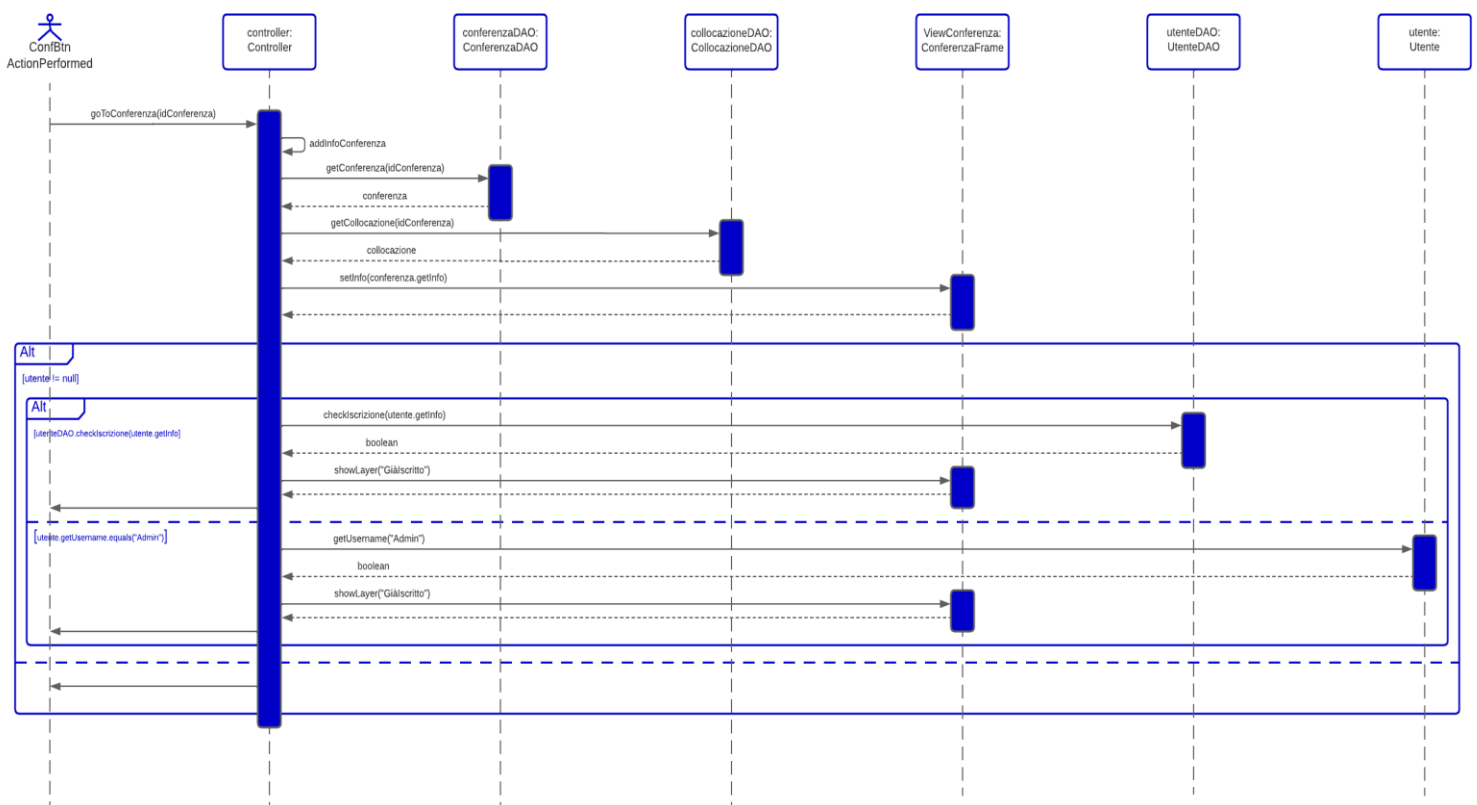 ConfBtn
ActionPerformed
controller:
Controller
conferenzaDAO:
ConferenzaDAO
collocazioneDAO:
CollocazioneDAO
ViewConferenza:
ConferenzaFrame
utenteDAO:
UtenteDAO
utente:
Utente
goToConferenza(idConferenza)
addInfoConferenza
getConferenza(idConferenza)
conferenza
getCollocazione(idConferenza)
collocazione
setInfo(conferenza.getInfo)
Alt
[utente != null]
Alt
checkIscrizione(utente.getInfo)
[utenteDAO.checkIscrizione(utente.getInfo]
boolean
showLayer("GiàIscritto")
[utente.getUsername.equals("Admin")]
getUsername("Admin")
boolean
showLayer("GiàIscritto")